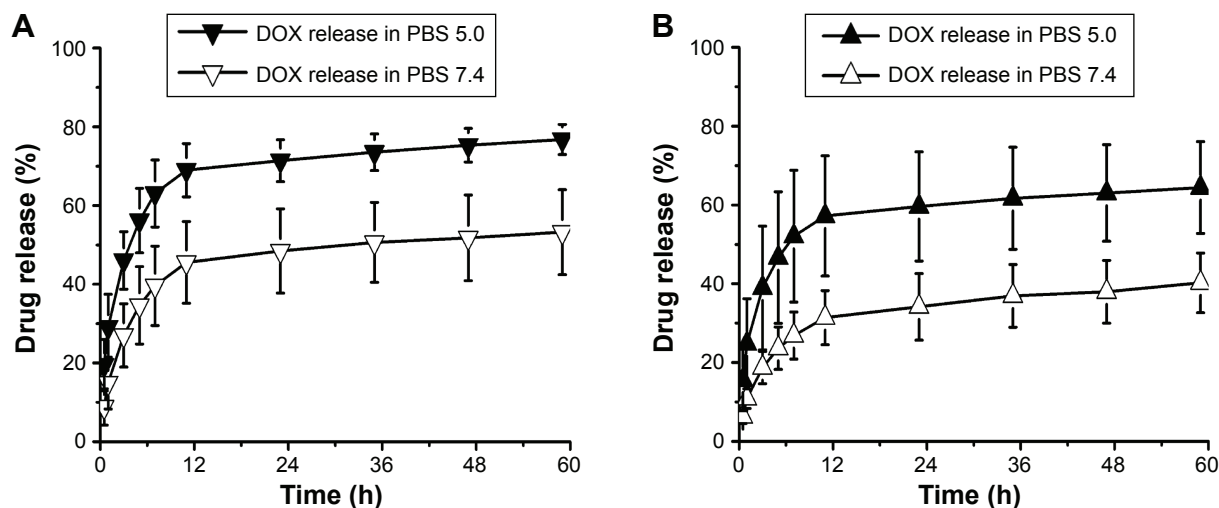 A
DOX release in PBS 5.0
DOX release in PBS 7.4
100
80
60
40
20
0
Drug release (%)
0 12 24 36 48 60
Time (h)
B
DOX release in PBS 5.0
DOX release in PBS 7.4
100
80
60
40
20
0
Drug release (%)
0 12 24 36 48 60
Time (h)